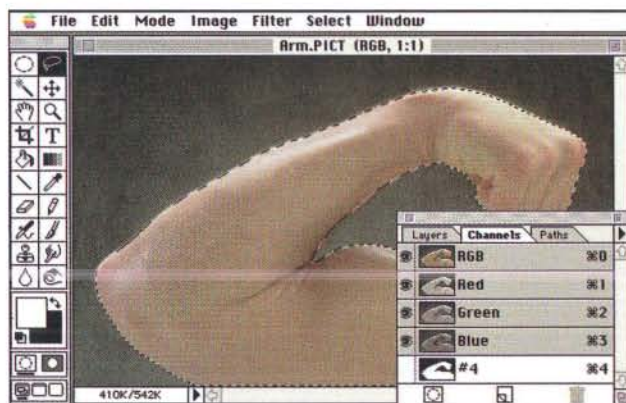 File Edit Mode Image Filter Select Window
Arm.PICT (RGB, 1:1)
T
Layers Channels Paths
RGB ⌘0
Red ⌘1
Green ⌘2
Blue ⌘3
#4 ⌘4
410K/542K